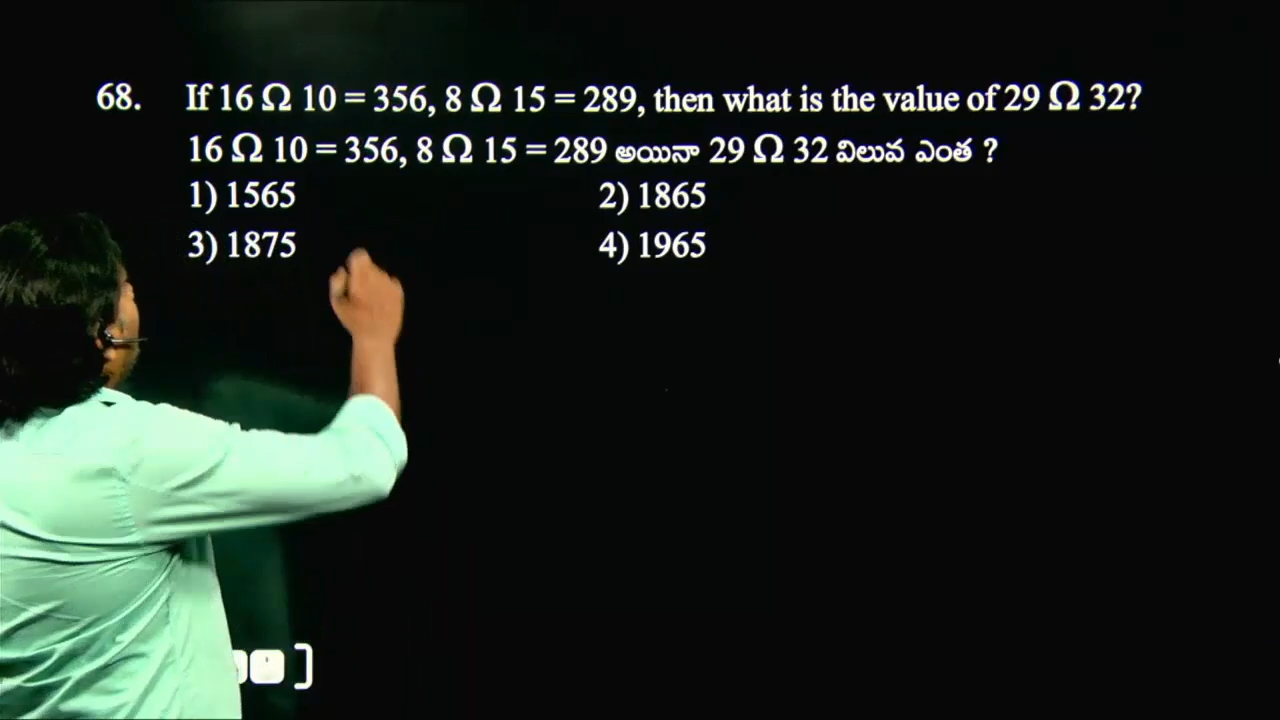 68. If 16 Ω 10 = 356, 8 Ω 15 = 289, then what is the value of 29 Ω 32?
16 Ω 10 = 356, 8 Ω 15 = 289 అయినా 29 Ω 32 విలువ ఎంత ?
1) 1565 2) 1865
3) 1875 4) 1965
]